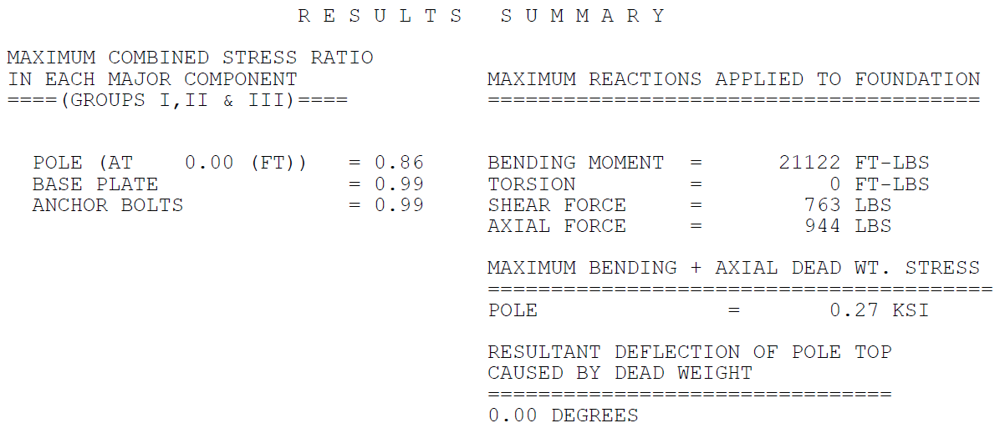 R E S U L T S   S U M M A R Y
MAXIMUM COMBINED STRESS RATIO
IN EACH MAJOR COMPONENT
====(GROUPS I,II & III)====
POLE (AT    0.00 (FT))   = 0.86
BASE PLATE               = 0.99
ANCHOR BOLTS             = 0.99
MAXIMUM REACTIONS APPLIED TO FOUNDATION
=======================================
BENDING MOMENT  =      21122 FT-LBS
TORSION         =          0 FT-LBS
SHEAR FORCE     =        763 LBS
AXIAL FORCE     =        944 LBS
MAXIMUM BENDING + AXIAL DEAD WT. STRESS
========================================
POLE               =       0.27 KSI
RESULTANT DEFLECTION OF POLE TOP
CAUSED BY DEAD WEIGHT
================================
0.00 DEGREES